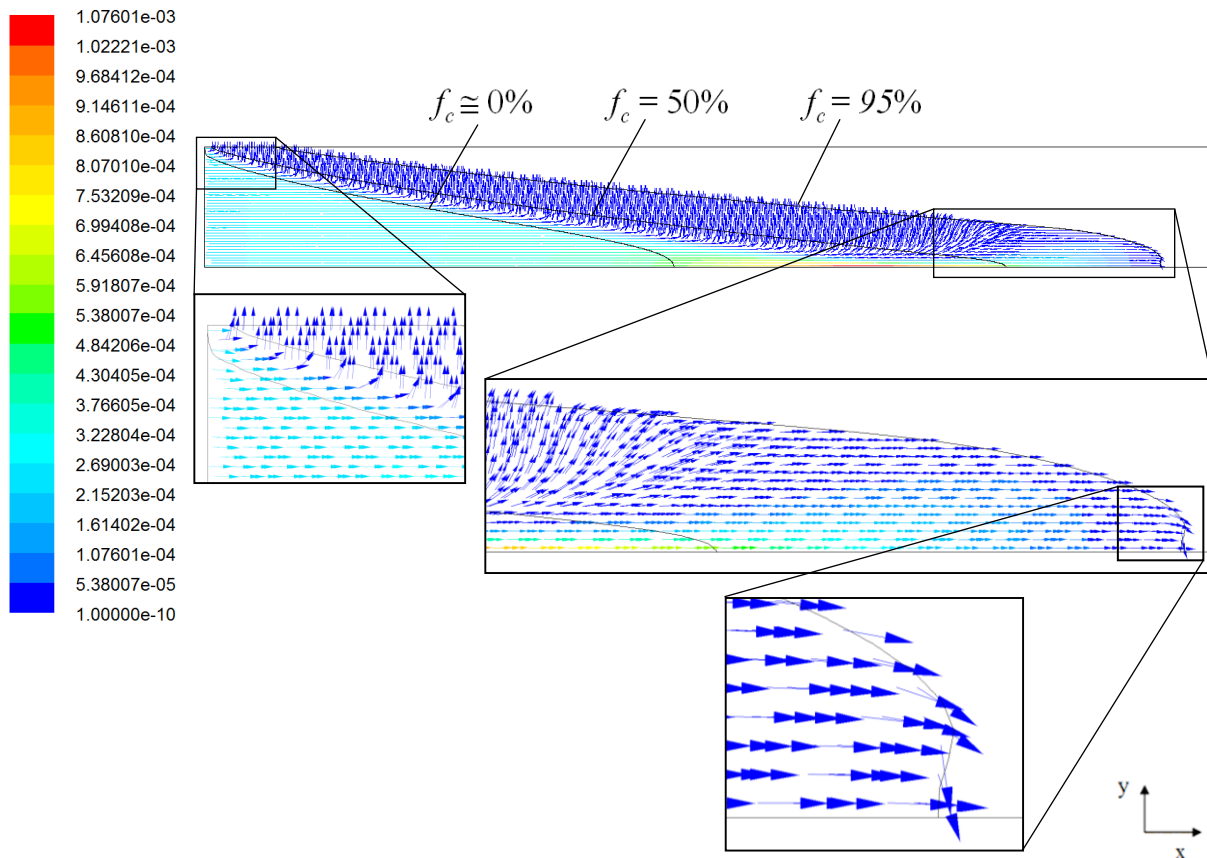 1.07601e-03
1.02221e-03
9.68412e-04
9.14611e-04
8.60810e-04
8.07010e-04
7.53209e-04
6.99408e-04
6.45608e-04
5.91807e-04
5.38007e-04
4.84206e-04
4.30405e-04
3.76605e-04
3.22804e-04
2.69003e-04
2.15203e-04
1.61402e-04
1.07601e-04
5.38007e-05
1.00000e-10
f_c ≅ 0%
f_c = 50%
f_c = 95%
y
x